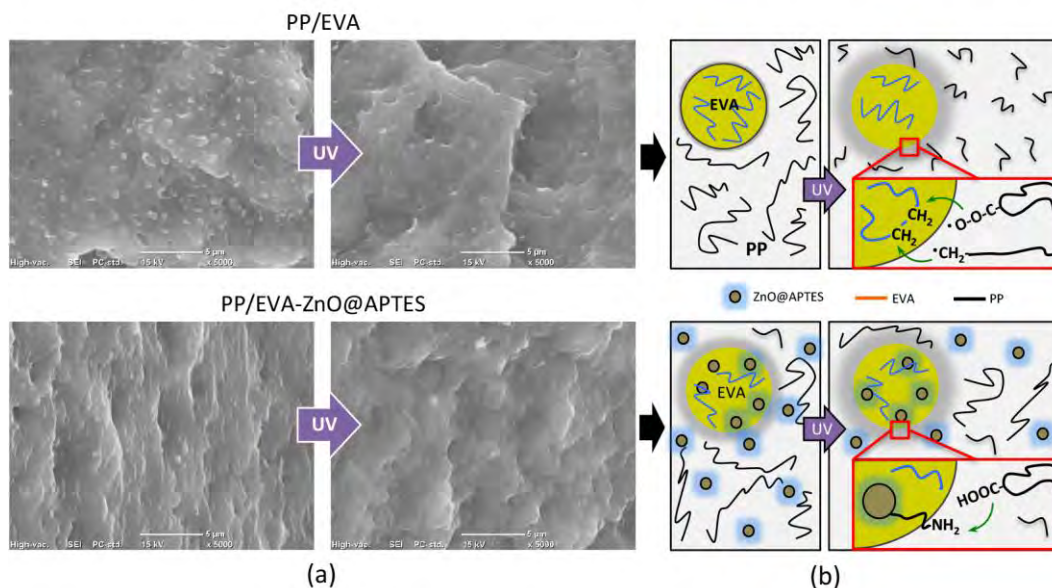 PP/EVA
UV
5 µm
High-vac. SEI PC-std. 15 kV x 5000
5 µm
High-vac. SEI PC-std. 15 kV x 5000
EVA
PP
UV
CH₂
CH₂
·O-O-C-
·CH₂-
ZnO@APTES EVA PP
PP/EVA-ZnO@APTES
UV
5 µm
High-vac. SEI PC-std. 15 kV x 5000
5 µm
High-vac. SEI PC-std. 15 kV x 5000
EVA
UV
HOOC-
NH₂
(a) (b)